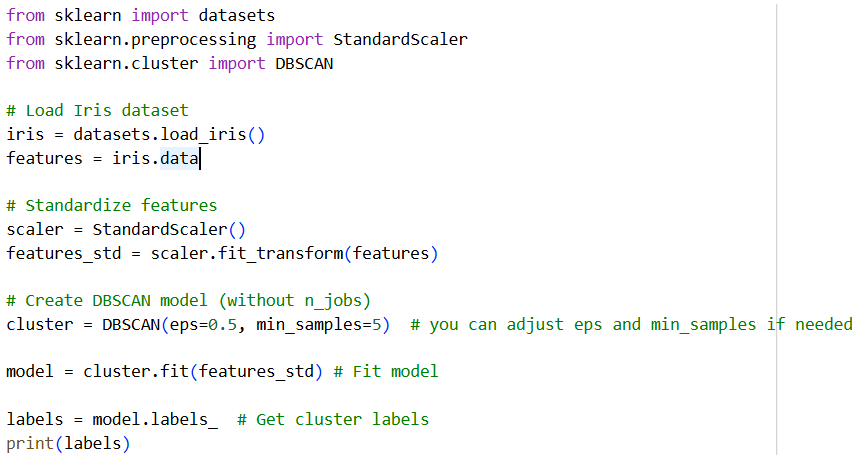 from sklearn import datasets
from sklearn.preprocessing import StandardScaler
from sklearn.cluster import DBSCAN
# Load Iris dataset
iris = datasets.load_iris()
features = iris.data
# Standardize features
scaler = StandardScaler()
features_std = scaler.fit_transform(features)
# Create DBSCAN model (without n_jobs)
cluster = DBSCAN(eps=0.5, min_samples=5)  # you can adjust eps and min_samples if needed
model = cluster.fit(features_std) # Fit model
labels = model.labels_  # Get cluster labels
print(labels)